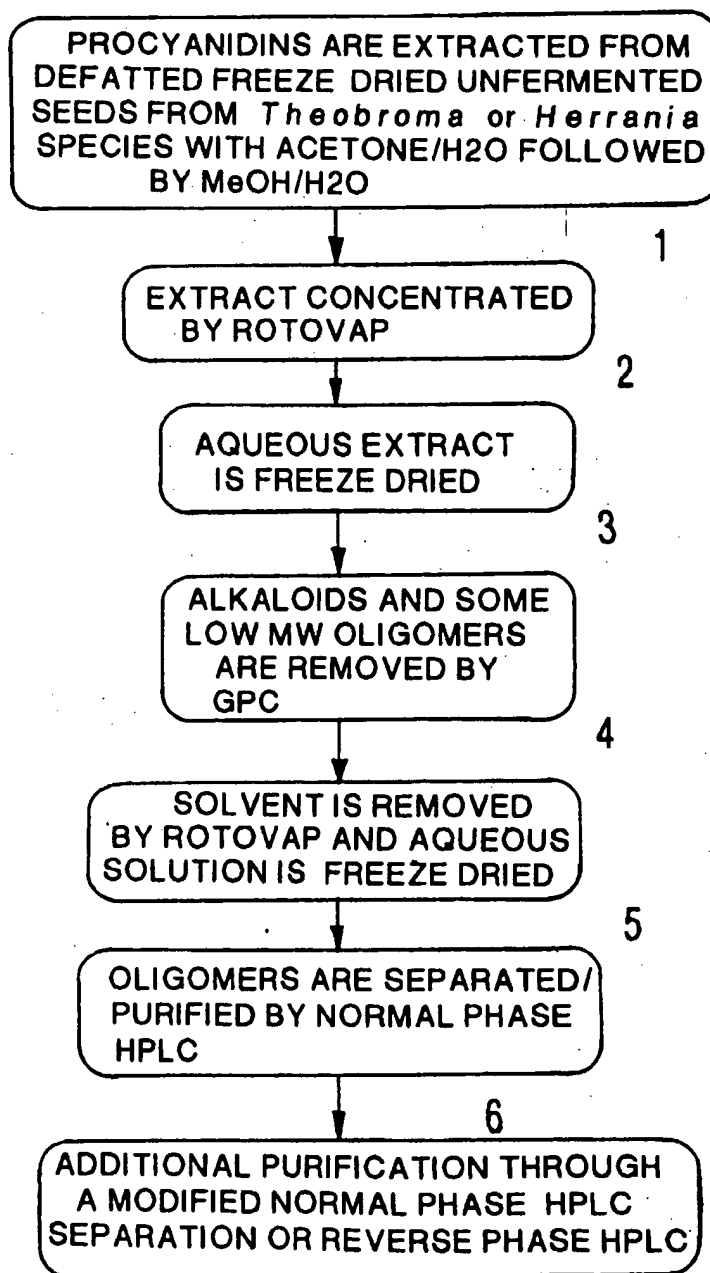 PROCYANIDINS ARE EXTRACTED FROM
DEFATTED FREEZE DRIED UNFERMENTED
SEEDS FROM Theobroma or Herrania
SPECIES WITH ACETONE/H2O FOLLOWED
BY MeOH/H2O
1
EXTRACT CONCENTRATED
BY ROTOVAP
2
AQUEOUS EXTRACT
IS FREEZE DRIED
3
ALKALOIDS AND SOME
LOW MW OLIGOMERS
ARE REMOVED BY
GPC
4
SOLVENT IS REMOVED
BY ROTOVAP AND AQUEOUS
SOLUTION IS FREEZE DRIED
5
OLIGOMERS ARE SEPARATED/
PURIFIED BY NORMAL PHASE
HPLC
6
ADDITIONAL PURIFICATION THROUGH
A MODIFIED NORMAL PHASE HPLC
SEPARATION OR REVERSE PHASE HPLC